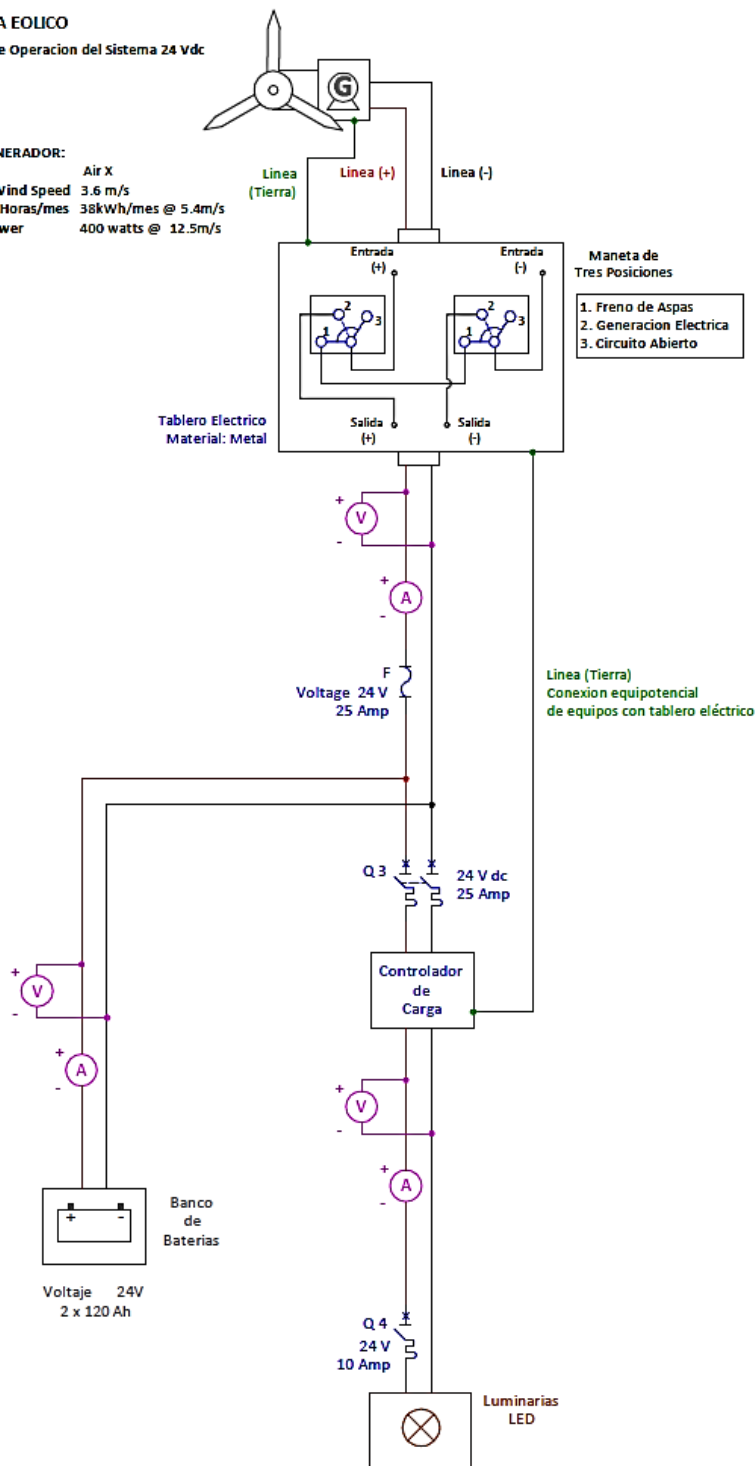 A EOLICO
e Operacion del Sistema 24 Vdc
G
NERADOR:
Air X
Wind Speed 3.6 m/s
Horas/mes 38kWh/mes @ 5.4m/s
wer 400 watts @ 12.5m/s
Linea
(Tierra)
Linea (+)
Linea (-)
Entrada
(+)
Entrada
(-)
Maneta de
Tres Posiciones
1. Freno de Aspas
2. Generacion Electrica
3. Circuito Abierto
2
3
1
2
3
1
Tablero Electrico
Material: Metal
Salida
(+)
Salida
(-)
+
V
-
+
A
-
F
Voltage 24 V
25 Amp
Linea (Tierra)
Conexion equipotencial
de equipos con tablero eléctrico
Q 3
24 V dc
25 Amp
+
V
-
Controlador
de
Carga
+
A
-
+
V
-
+
A
-
+ -
Banco
de
Baterias
Voltaje 24V
2 x 120 Ah
Q 4
24 V
10 Amp
Luminarias
LED